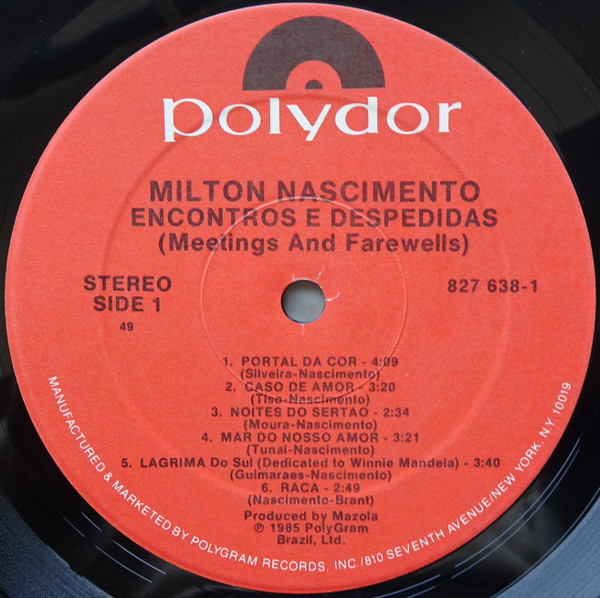 polydor
MILTON NASCIMENTO
ENCONTROS E DESPEDIDAS
(Meetings And Farewells)
STEREO
SIDE 1
49
827 638-1
1. PORTAL DA COR - 4:09
(Silveira-Nascimento)
2. CASO DE AMOR - 3:20
(Tiso-Nascimento)
3. NOITES DO SERTAO - 2:34
(Moura-Nascimento)
4. MAR DO NOSSO AMOR - 3:21
(Tunai-Nascimento)
5. LAGRIMA Do Sul (Dedicated to Winnie Mandela) - 3:40
(Guimaraes-Nascimento)
6. RACA - 2:49
(Nascimento-Brant)
Produced by Mazola
℗ 1985 PolyGram
Brazil, Ltd.
MANUFACTURED & MARKETED BY POLYGRAM RECORDS, INC./810 SEVENTH AVENUE/NEW YORK, N.Y. 10019